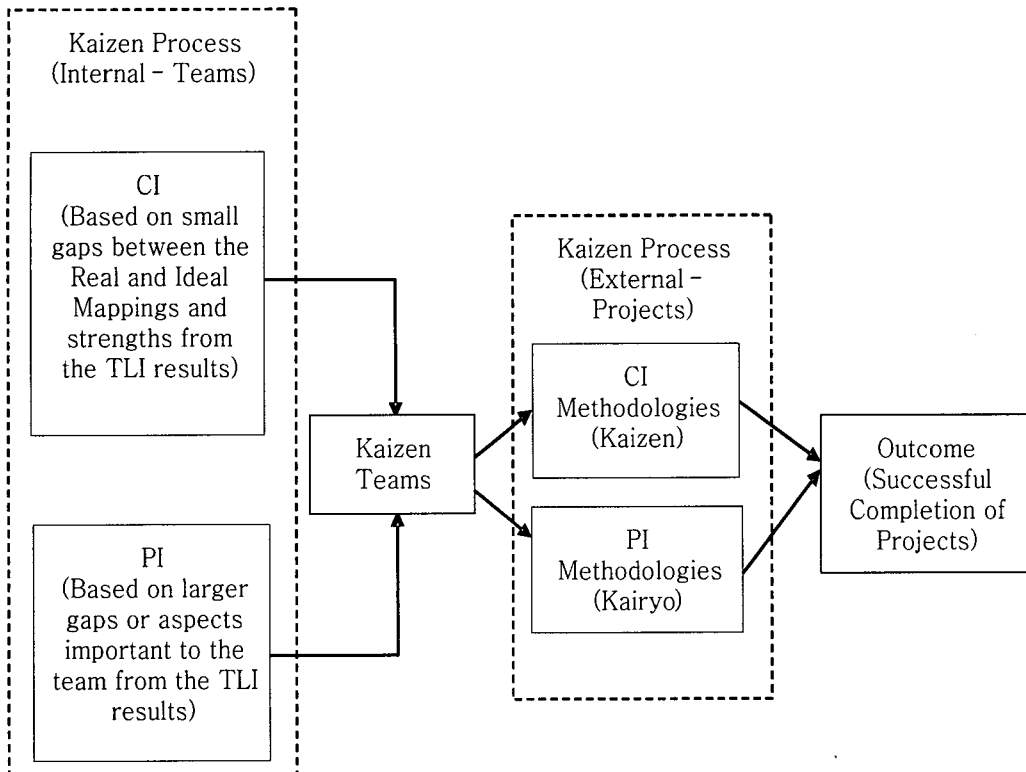 Kaizen Process
(Internal - Teams)
CI
(Based on small
gaps between the
Real and Ideal
Mappings and
strengths from
the TLI results)
PI
(Based on larger
gaps or aspects
important to the
team from the TLI
results)
Kaizen
Teams
Kaizen Process
(External -
Projects)
CI
Methodologies
(Kaizen)
PI
Methodologies
(Kairyo)
Outcome
(Successful
Completion of
Projects)